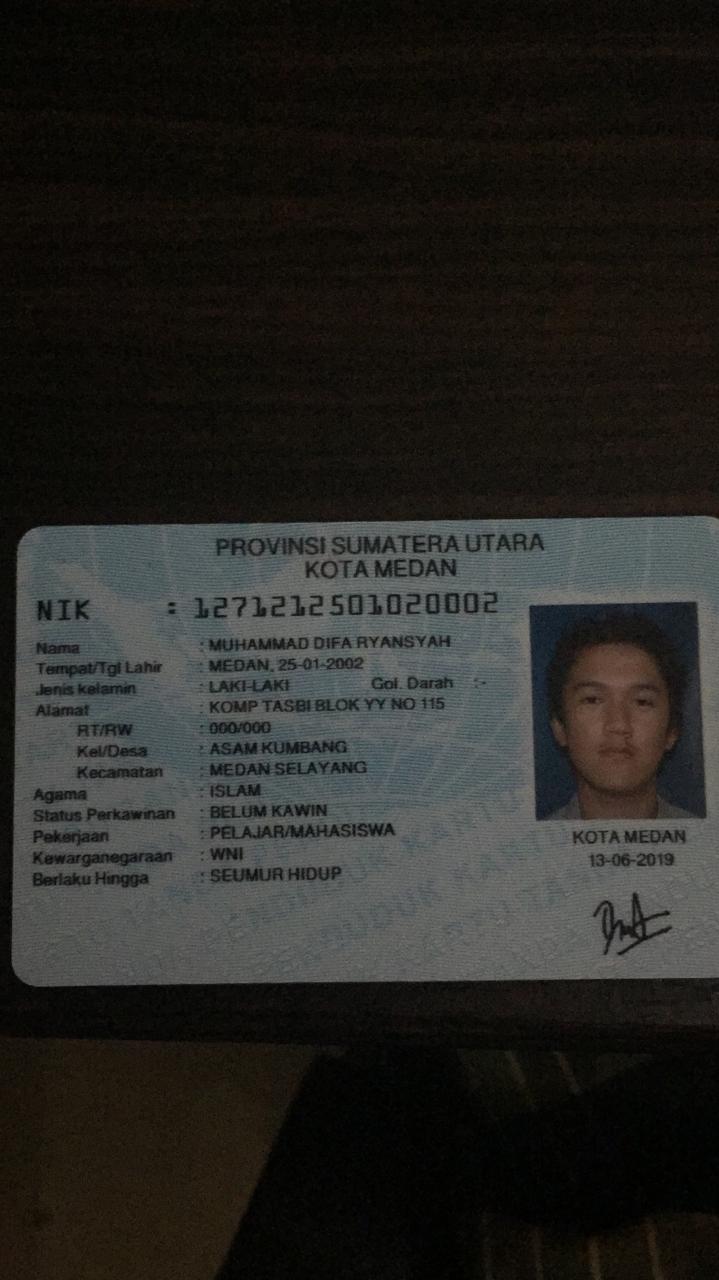 PROVINSI SUMATERA UTARA
KOTA MEDAN
NIK : 1271212501020002
Nama : MUHAMMAD DIFA RYANSYAH
Tempat/Tgl Lahir : MEDAN, 25-01-2002
Jenis kelamin : LAKI-LAKI Gol. Darah : -
Alamat : KOMP TASBI BLOK YY NO 115
RT/RW : 000/000
Kel/Desa : ASAM KUMBANG
Kecamatan : MEDAN SELAYANG
Agama : ISLAM
Status Perkawinan : BELUM KAWIN
Pekerjaan : PELAJAR/MAHASISWA
Kewarganegaraan : WNI
Berlaku Hingga : SEUMUR HIDUP
KOTA MEDAN
13-06-2019